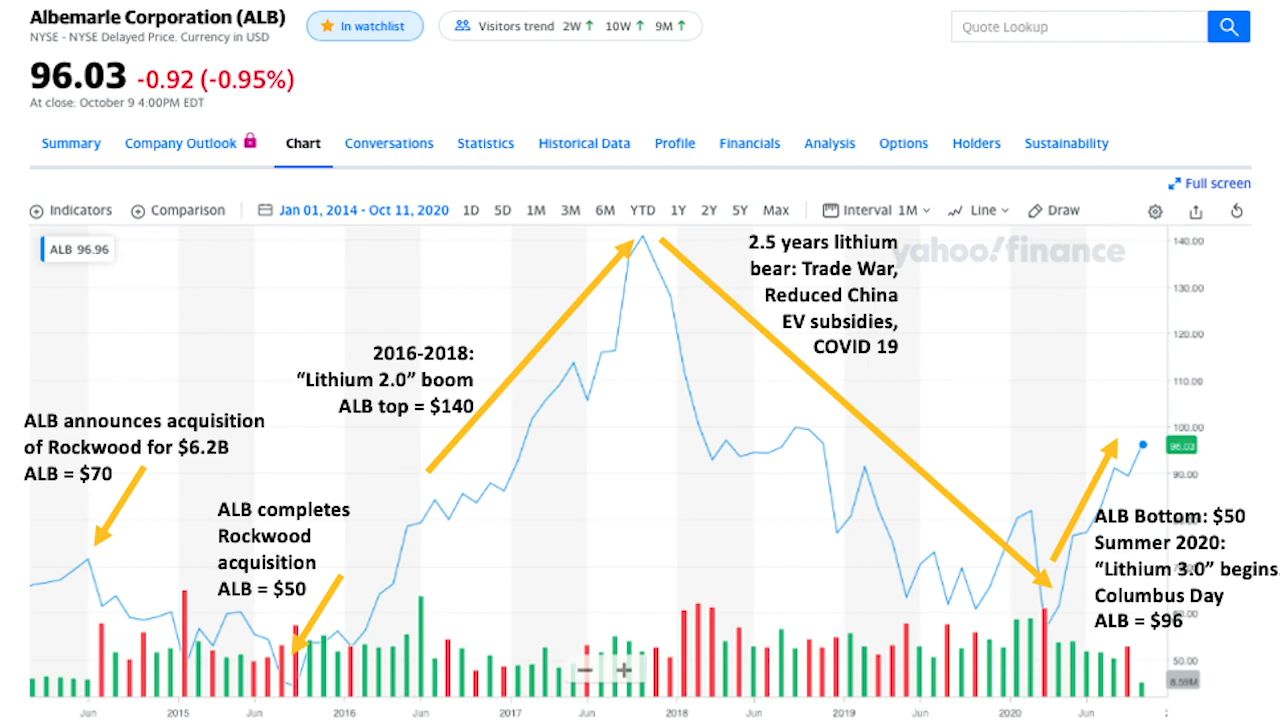 Albemarle Corporation (ALB)
NYSE - NYSE Delayed Price. Currency in USD
In watchlist
Visitors trend 2W 10W 9M
Quote Lookup
96.03 -0.92 (-0.95%)
At close: October 9 4:00PM EDT
Summary Company Outlook Chart Conversations Statistics Historical Data Profile Financials Analysis Options Holders Sustainability
Full screen
Indicators Comparison Jan 01, 2014 - Oct 11, 2020 1D 5D 1M 3M 6M YTD 1Y 2Y 5Y Max Interval 1M Line Draw
ALB 96.96
yahoo!finance
2.5 years lithium
bear: Trade War,
Reduced China
EV subsidies,
COVID 19
2016-2018:
“Lithium 2.0” boom
ALB top = $140
ALB announces acquisition
of Rockwood for $6.2B
ALB = $70
ALB completes
Rockwood
acquisition
ALB = $50
ALB Bottom: $50
Summer 2020:
“Lithium 3.0” begins
Columbus Day
ALB = $96
140.00
130.00
120.00
110.00
100.00
96.03
90.00
60.00
50.00
8.59M
Jun 2015 Jun 2016 Jun 2017 Jun 2018 Jun 2019 Jun 2020 Jun